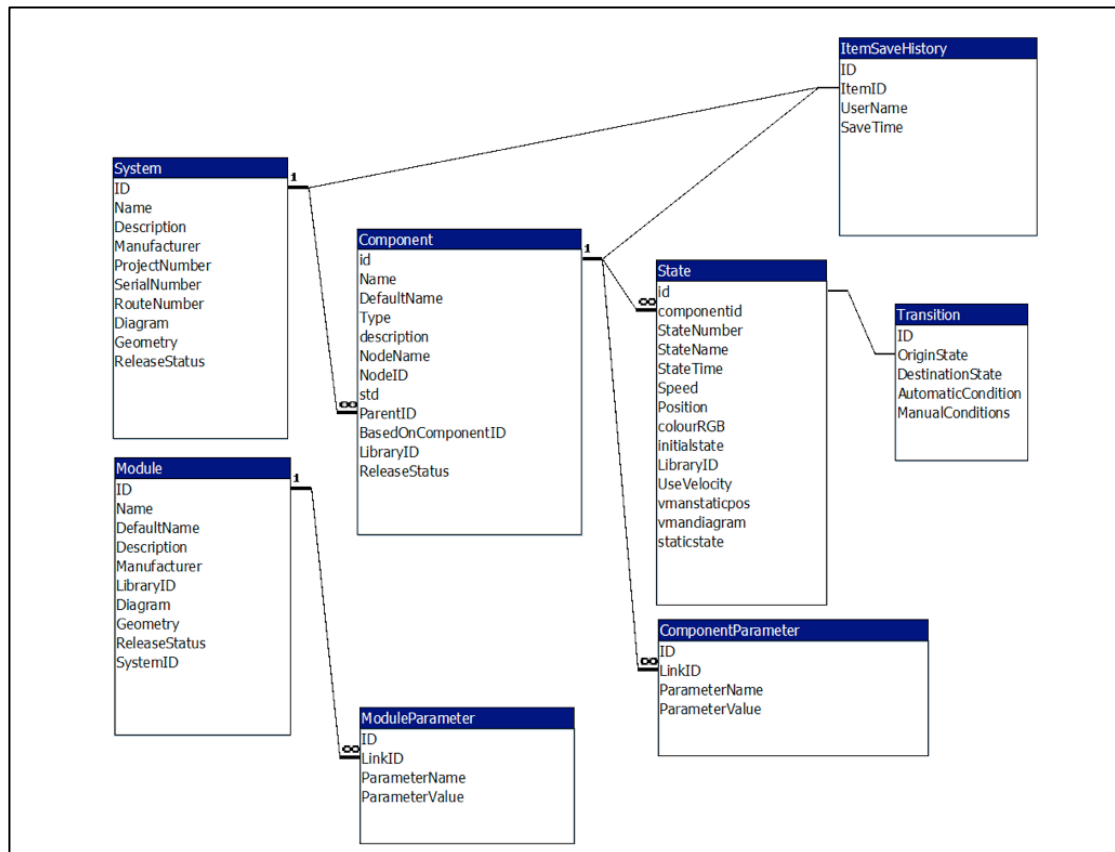 ItemSaveHistory
ID
ItemID
UserName
SaveTime
System
1
ID
Name
Description
Manufacturer
ProjectNumber
SerialNumber
RouteNumber
Diagram
Geometry
ReleaseStatus
Component
1
id
Name
DefaultName
Type
description
NodeName
NodeID
std
∞
ParentID
BasedOnComponentID
LibraryID
ReleaseStatus
State
id
∞
componentid
StateNumber
StateName
StateTime
Speed
Position
colourRGB
initialstate
LibraryID
UseVelocity
vmanstaticpos
vmandiagram
staticstate
Transition
ID
OriginState
DestinationState
AutomaticCondition
ManualConditions
Module
1
ID
Name
DefaultName
Description
Manufacturer
LibraryID
Diagram
Geometry
ReleaseStatus
SystemID
ComponentParameter
ID
∞
LinkID
ParameterName
ParameterValue
ModuleParameter
ID
∞
LinkID
ParameterName
ParameterValue